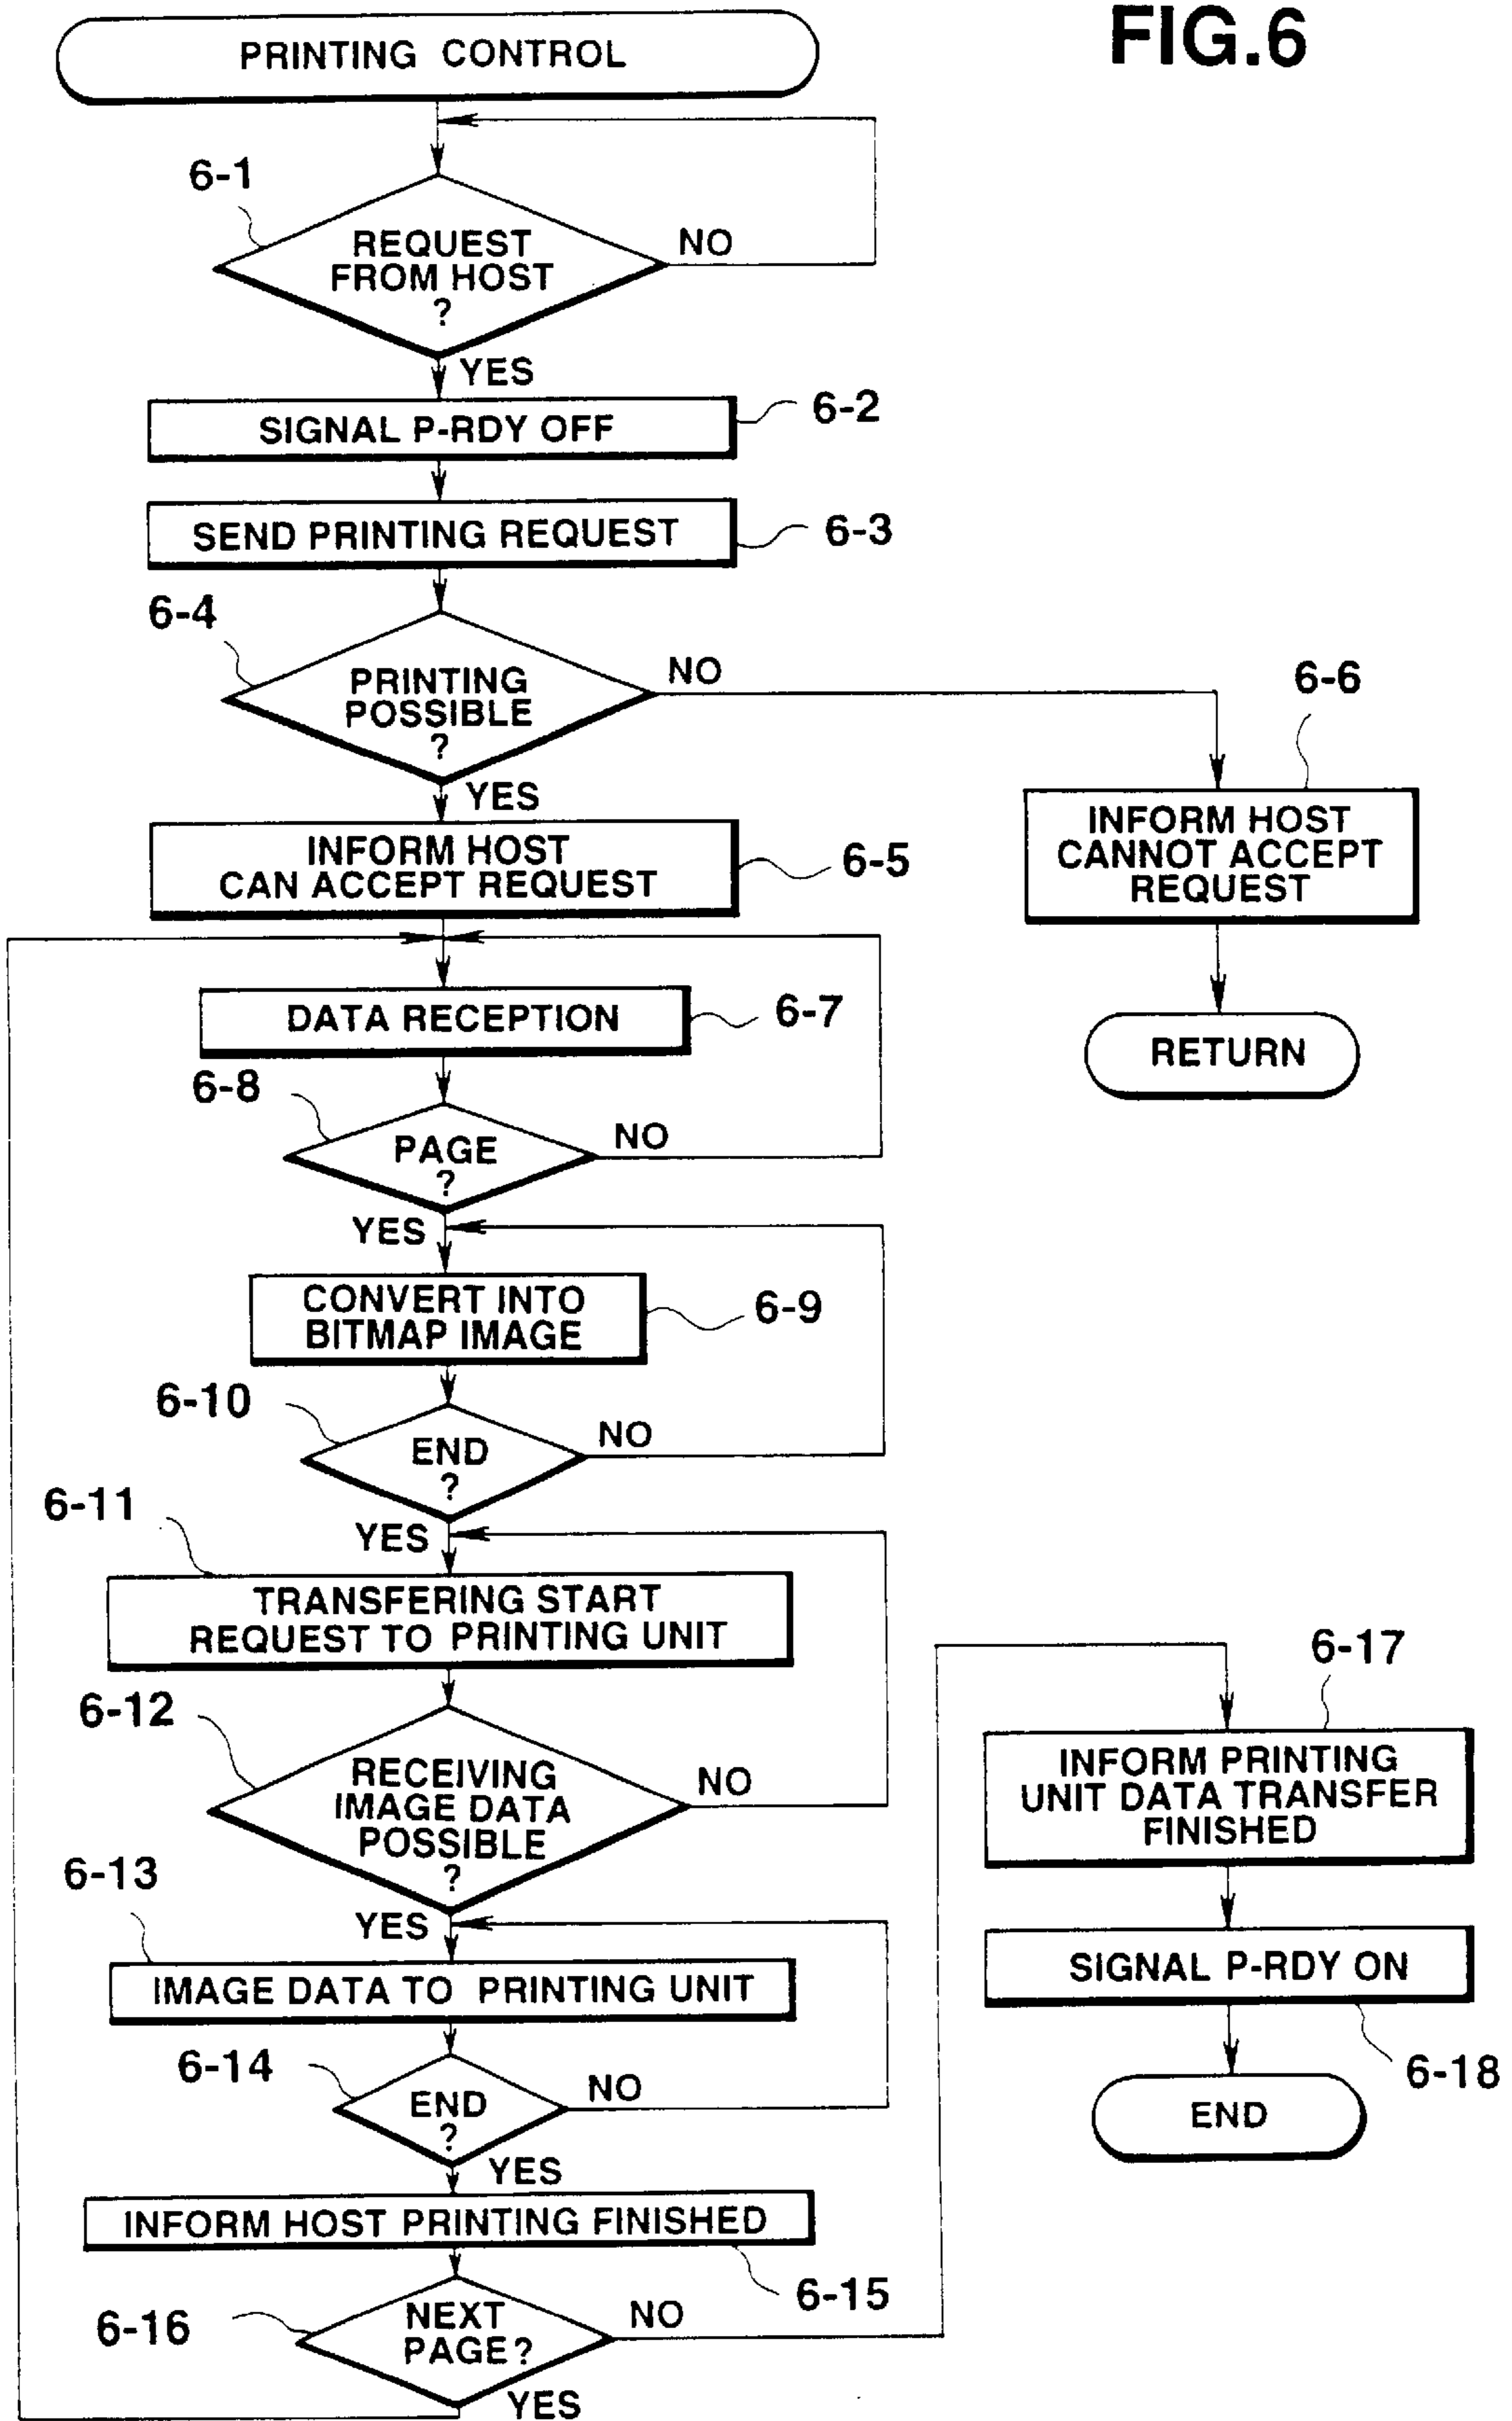 FIG.6
PRINTING CONTROL
6-1
REQUEST
FROM HOST
?
NO
YES
SIGNAL P-RDY OFF
6-2
SEND PRINTING REQUEST
6-3
6-4
PRINTING
POSSIBLE
?
NO
YES
6-6
INFORM HOST
CANNOT ACCEPT
REQUEST
RETURN
INFORM HOST
CAN ACCEPT REQUEST
6-5
DATA RECEPTION
6-7
6-8
PAGE
?
NO
YES
CONVERT INTO
BITMAP IMAGE
6-9
6-10
END
?
NO
YES
6-11
TRANSFERING START
REQUEST TO PRINTING UNIT
6-12
RECEIVING
IMAGE DATA
POSSIBLE
?
NO
YES
6-13
IMAGE DATA TO PRINTING UNIT
6-14
END
?
NO
YES
INFORM HOST PRINTING FINISHED
6-15
6-16
NEXT
PAGE?
NO
YES
6-17
INFORM PRINTING
UNIT DATA TRANSFER
FINISHED
SIGNAL P-RDY ON
6-18
END